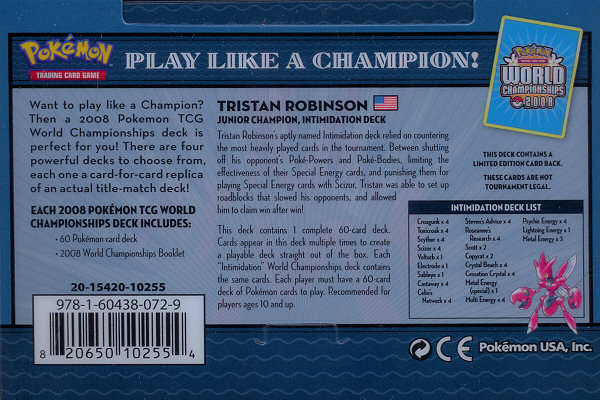 Pokémon
TRADING CARD GAME
PLAY LIKE A CHAMPION!
Want to play like a Champion?
Then a 2008 Pokemon TCG
World Championships deck is
perfect for you! There are four
powerful decks to choose from,
each one a card-for-card replica
of an actual title-match deck!
EACH 2008 POKÉMON TCG WORLD
CHAMPIONSHIPS DECK INCLUDES:
• 60 Pokémon card deck
• 2008 World Championships Booklet
20-15420-10255
978-1-60438-072-9
8 20650 10255 4
TRISTAN ROBINSON
JUNIOR CHAMPION, INTIMIDATION DECK
Tristan Robinson's aptly named Intimidation deck relied on countering
the most heavily played cards in the tournament. Between shutting
off his opponent's Poké-Powers and Poké-Bodies, limiting the
effectiveness of their Special Energy cards, and punishing them for
playing Special Energy cards with Scizor, Tristan was able to set up
roadblocks that slowed his opponents, and allowed
him to claim win after win!
This deck contains 1 complete 60-card deck.
Cards appear in this deck multiple times to create
a playable deck straight out of the box. Each
"Intimidation" World Championships deck contains
the same cards. Each player must have a 60-card
deck of Pokémon cards to play. Recommended for
players ages 10 and up.
Pokémon
WORLD
CHAMPIONSHIPS
2008
THIS DECK CONTAINS A
LIMITED EDITION CARD BACK.
THESE CARDS ARE NOT
TOURNAMENT LEGAL.
INTIMIDATION DECK LIST
Croagunk x 4
Toxicroak x 4
Scyther x 4
Scizor x 4
Voltorb x 1
Electrode x 1
Sableye x 1
Castaway x 4
Celio's
Network x 4
Steven's Advice x 4
Roseanne's
Research x 4
Scott x 2
Copycat x 2
Crystal Beach x 4
Cessation Crystal x 4
Metal Energy
(special) x 1
Multi Energy x 4
Psychic Energy x 4
Lightning Energy x 1
Metal Energy x 3
CE Pokémon USA, Inc.